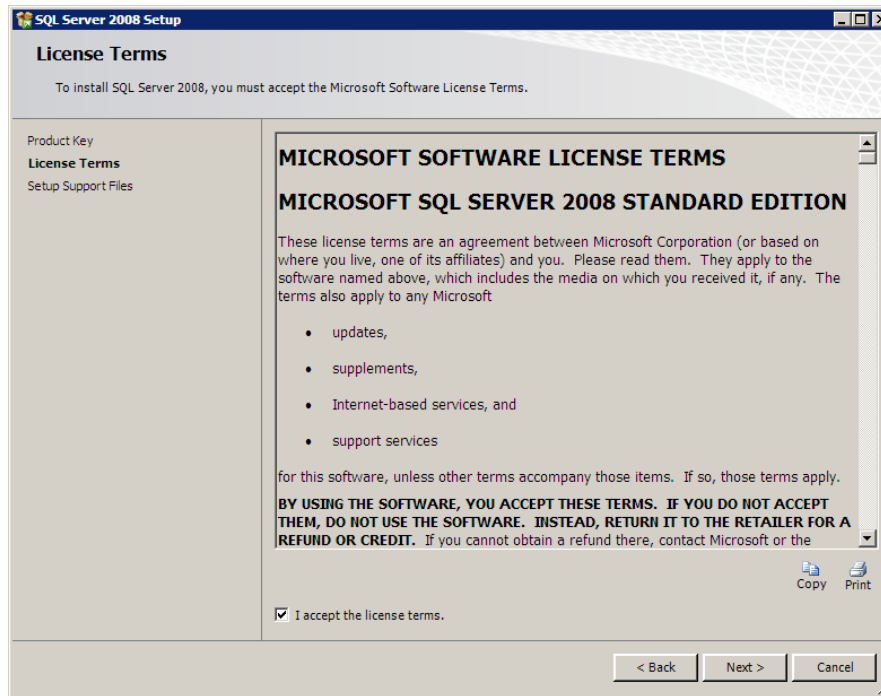 SQL Server 2008 Setup
License Terms
To install SQL Server 2008, you must accept the Microsoft Software License Terms.
Product Key
License Terms
Setup Support Files
MICROSOFT SOFTWARE LICENSE TERMS
MICROSOFT SQL SERVER 2008 STANDARD EDITION
These license terms are an agreement between Microsoft Corporation (or based on
where you live, one of its affiliates) and you.  Please read them.  They apply to the
software named above, which includes the media on which you received it, if any.  The
terms also apply to any Microsoft
• updates,
• supplements,
• Internet-based services, and
• support services
for this software, unless other terms accompany those items.  If so, those terms apply.
BY USING THE SOFTWARE, YOU ACCEPT THESE TERMS.  IF YOU DO NOT ACCEPT
THEM, DO NOT USE THE SOFTWARE.  INSTEAD, RETURN IT TO THE RETAILER FOR A
REFUND OR CREDIT.  If you cannot obtain a refund there, contact Microsoft or the
Copy Print
I accept the license terms.
< Back Next > Cancel